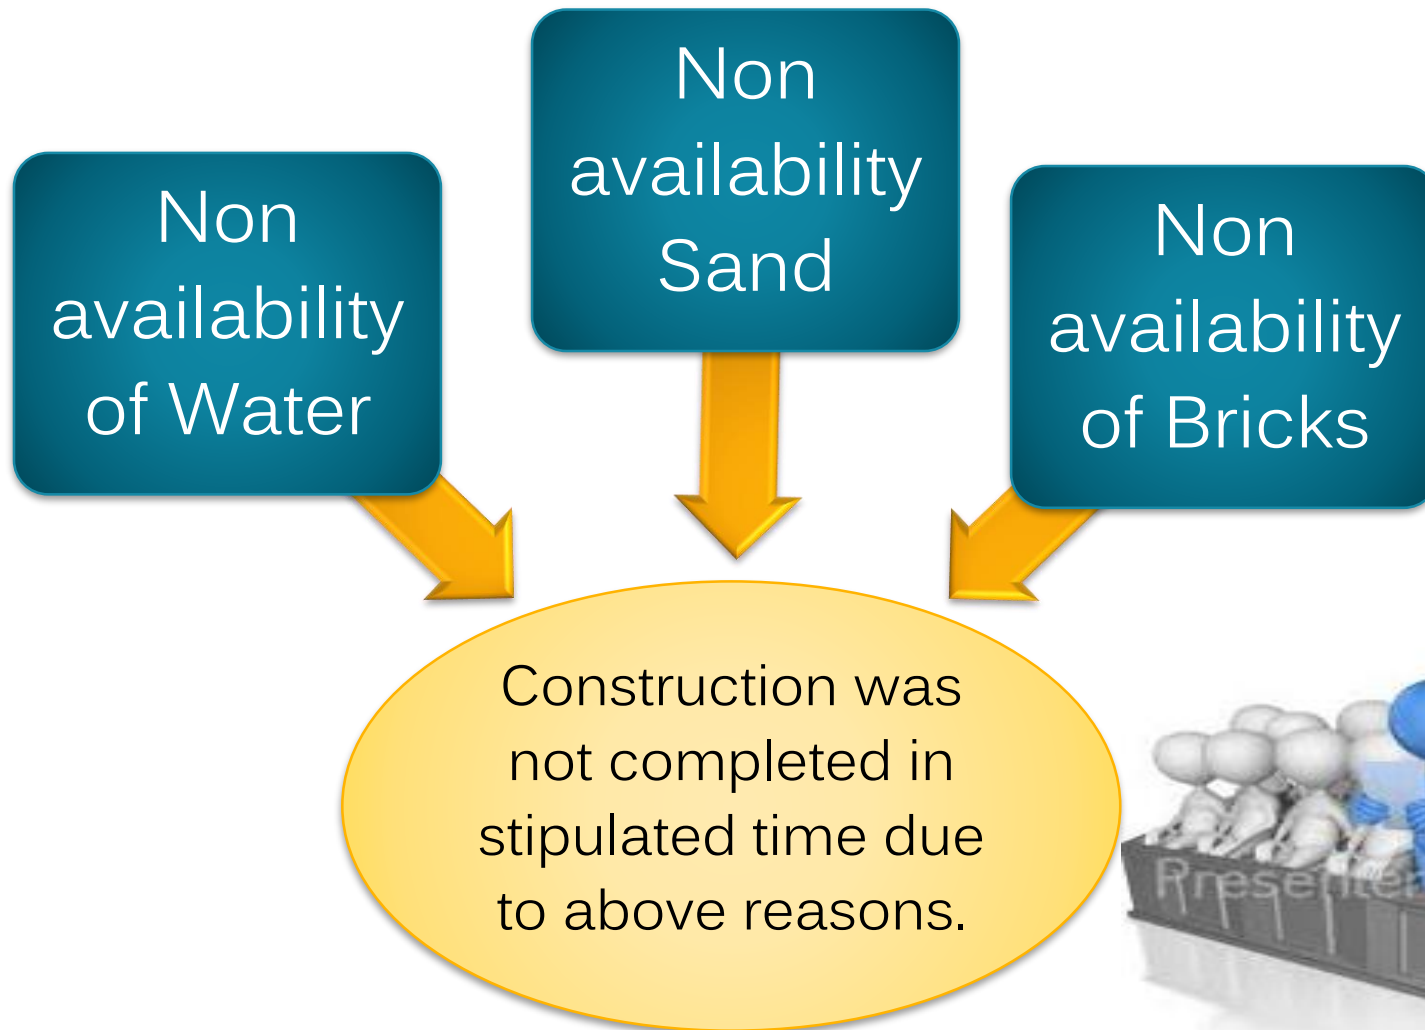 Non
availability
Sand
Non
availability
of Water
Non
availability
of Bricks
Construction was
not completed in
stipulated time due
to above reasons.